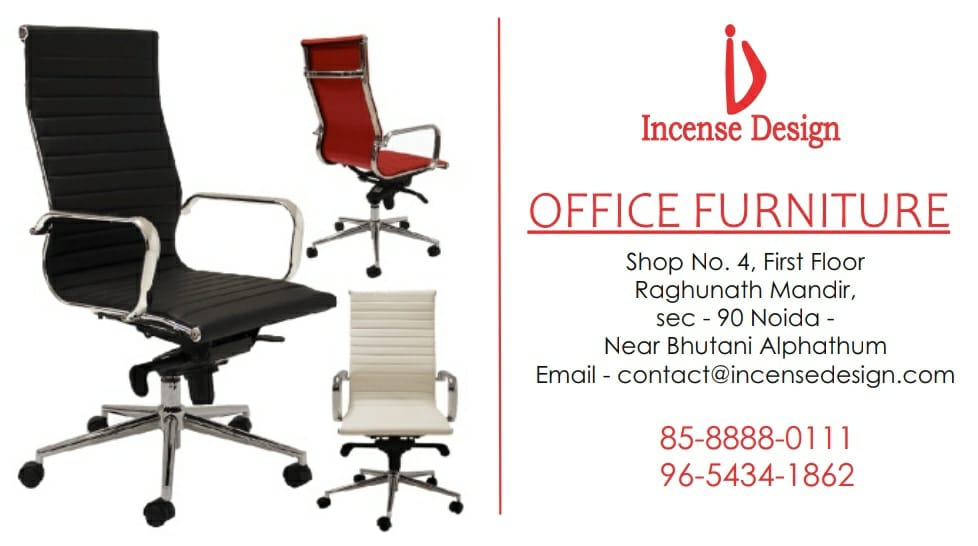 Incense Design
OFFICE FURNITURE
Shop No. 4, First Floor
Raghunath Mandir,
sec - 90 Noida -
Near Bhutani Alphathum
Email - contact@incensedesign.com
85-8888-0111
96-5434-1862